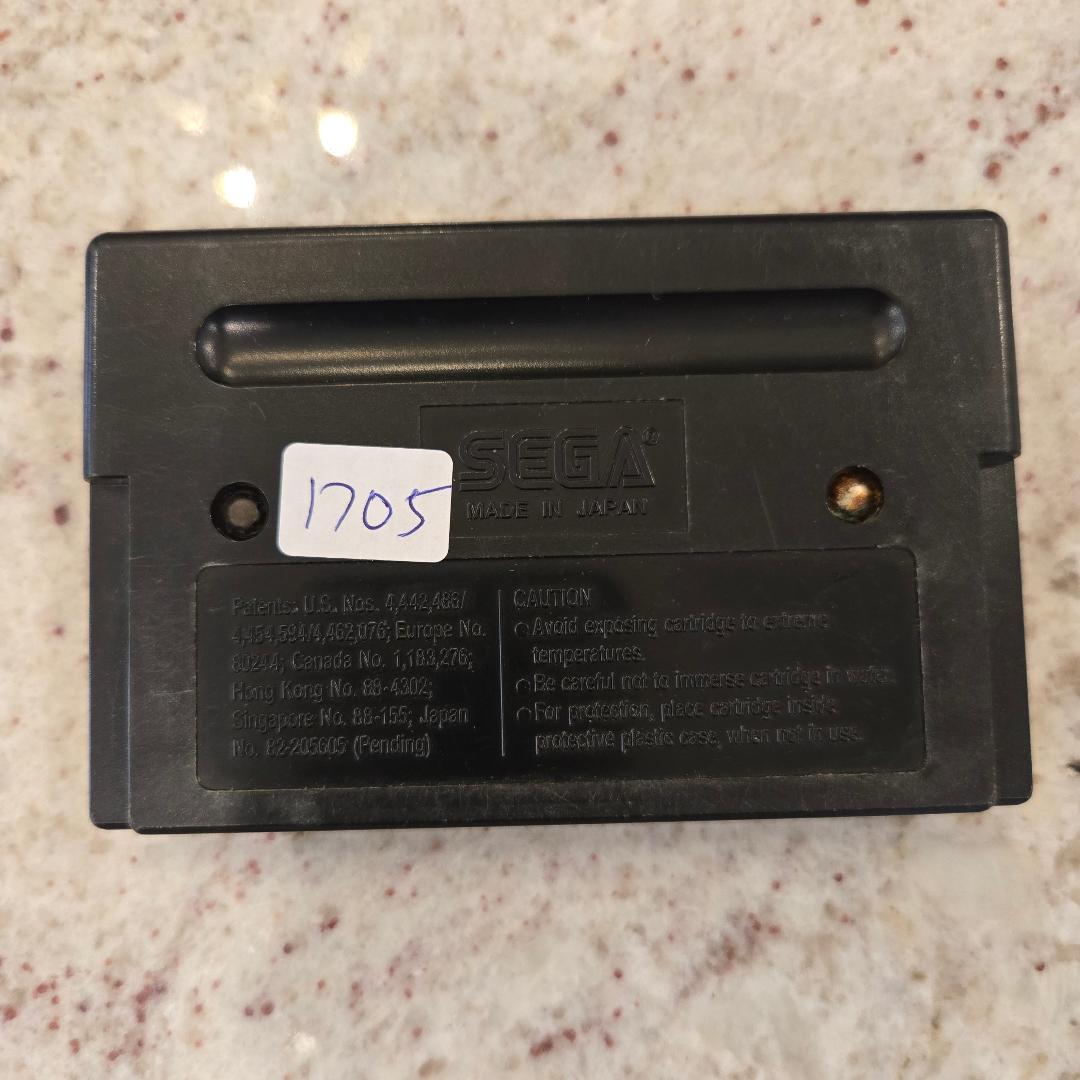 SEGA®
MADE IN JAPAN
1705
Patents: U.S. Nos. 4,442,486/
4,454,594/4,462,076; Europe No.
80244; Canada No. 1,183,276;
Hong Kong No. 88-4302;
Singapore No. 88-155; Japan
No. 82-205605 (Pending)
CAUTION
Avoid exposing cartridge to extreme
temperatures.
Be careful not to immerse cartridge in water.
For protection, place cartridge inside
protective plastic case, when not in use.